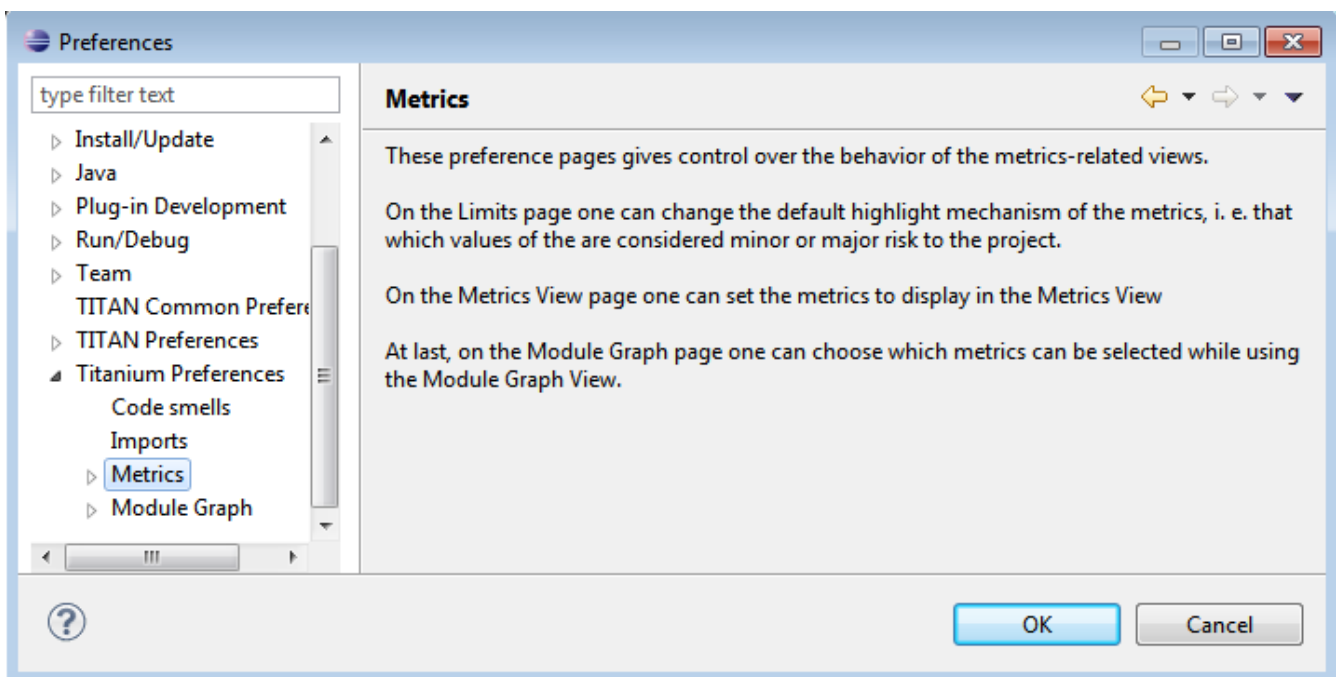 Preferences
type filter text
Install/Update
Java
Plug-in Development
Run/Debug
Team
TITAN Common Prefere
TITAN Preferences
Titanium Preferences
Code smells
Imports
Metrics
Module Graph
Metrics
These preference pages gives control over the behavior of the metrics-related views.
On the Limits page one can change the default highlight mechanism of the metrics, i. e. that
which values of the are considered minor or major risk to the project.
On the Metrics View page one can set the metrics to display in the Metrics View
At last, on the Module Graph page one can choose which metrics can be selected while using
the Module Graph View.
?
OK
Cancel